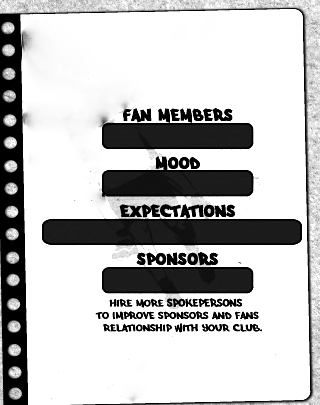 FAN MEMBERS
MOOD
EXPECTATIONS
SPONSORS
HIRE MORE SPOKEPERSONS
TO IMPROVE SPONSORS AND FANS
RELATIONSHIP WITH YOUR CLUB.